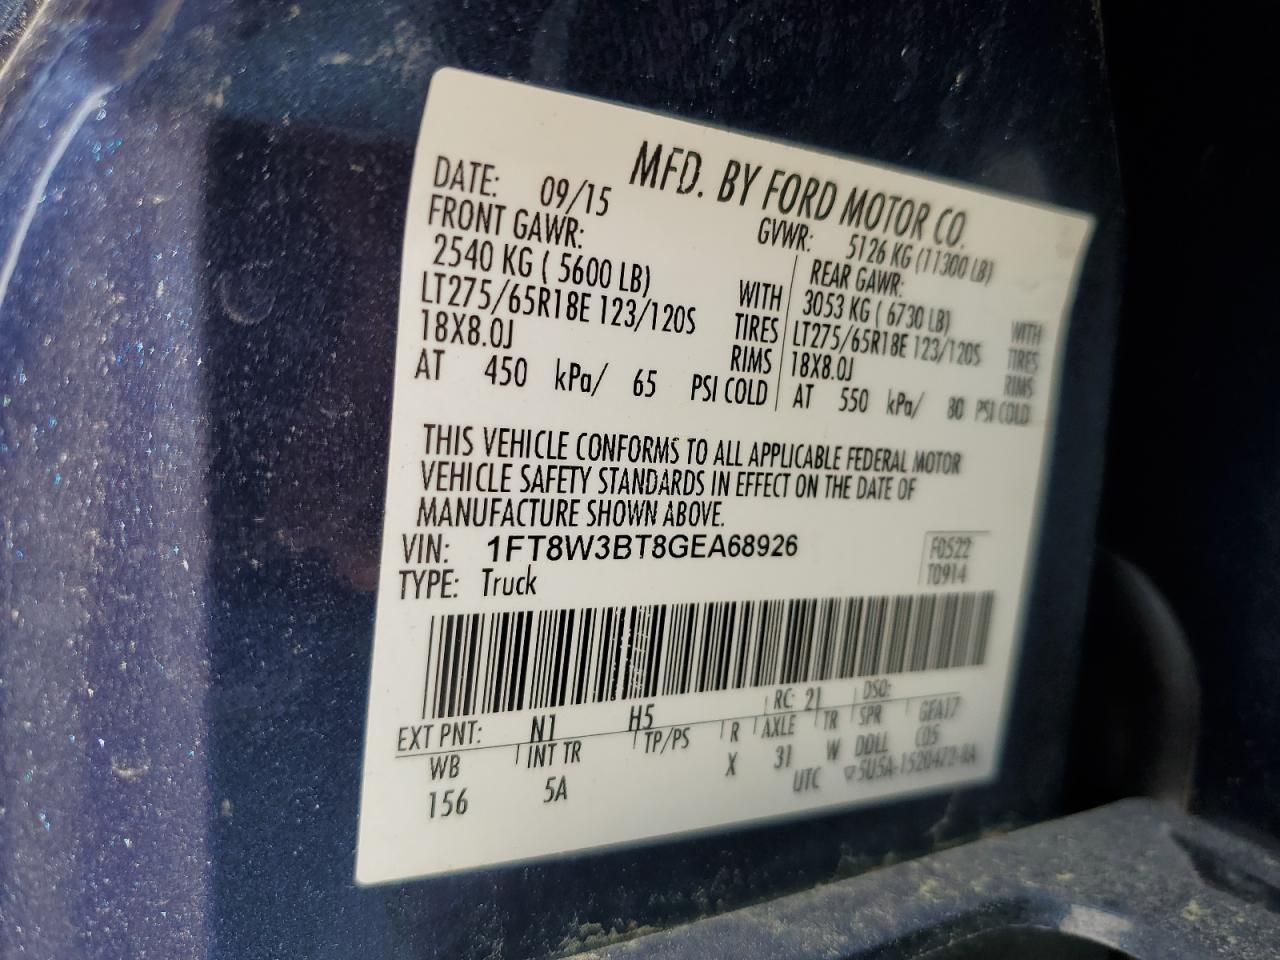 MFD. BY FORD MOTOR CO.
DATE: 09/15 GVWR: 5126 KG (11300 LB)
FRONT GAWR: REAR GAWR:
2540 KG ( 5600 LB) WITH 3053 KG ( 6730 LB) WITH
LT275/65R18E 123/120S TIRES LT275/65R18E 123/120S TIRES
18X8.0J RIMS 18X8.0J RIMS
AT 450 kPa/ 65 PSI COLD AT 550 kPa/ 80 PSI COLD
THIS VEHICLE CONFORMS TO ALL APPLICABLE FEDERAL MOTOR
VEHICLE SAFETY STANDARDS IN EFFECT ON THE DATE OF
MANUFACTURE SHOWN ABOVE.
VIN: 1FT8W3BT8GEA68926 F0522
TYPE: Truck T0914
EXT PNT: N1 H5 RC: 21 DSO:
WB INT TR TP/PS R AXLE TR SPR GFA17
156 5A X 31 W DDLL C05
UTC